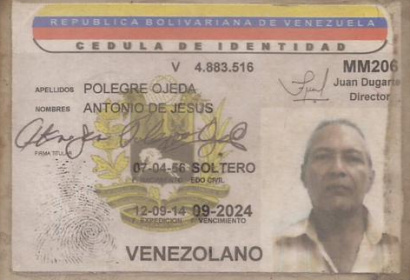 REPUBLICA BOLIVARIANA DE VENEZUELA
CEDULA DE IDENTIDAD
V 4.883.516
MM206
Juan Dugarte
Director
APELLIDOS POLEGRE OJEDA
NOMBRES ANTONIO DE JESUS
FIRMA TITULAR
07-04-56 SOLTERO
F. NACIMIENTO EDO CIVIL
12-09-14 09-2024
F. EXPEDICION F. VENCIMIENTO
VENEZOLANO